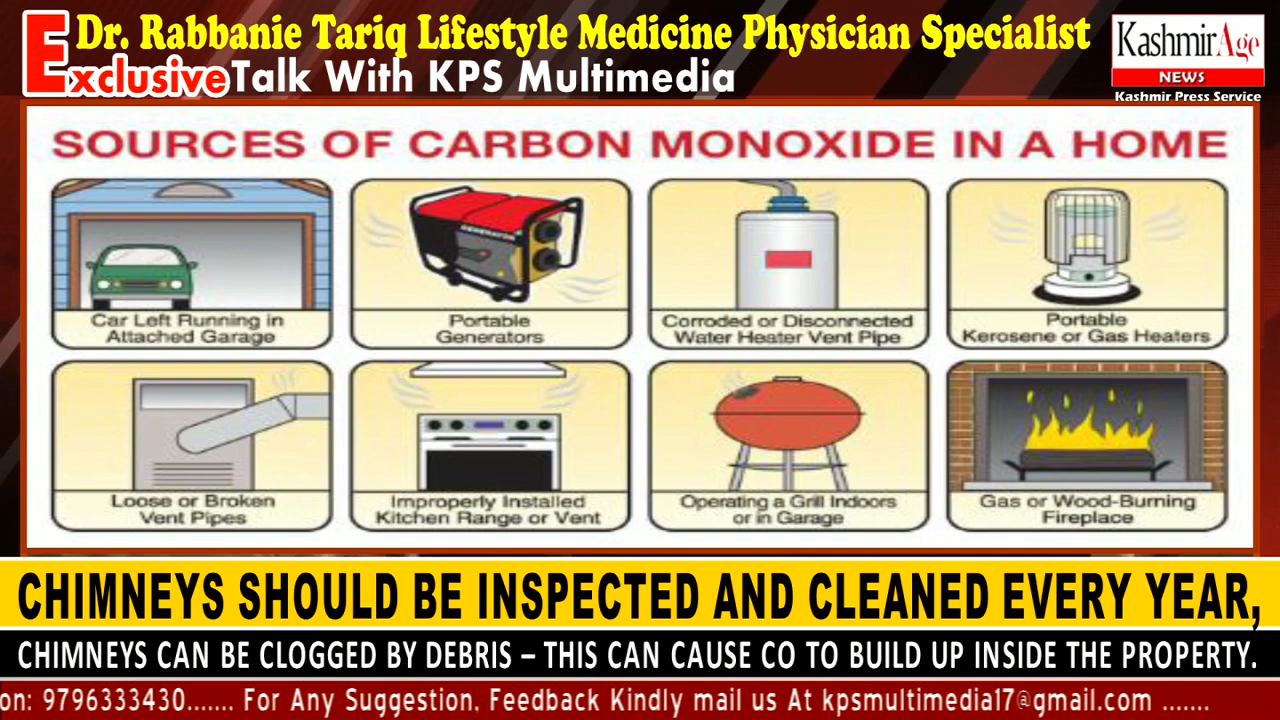 Dr. Rabbanie Tariq Lifestyle Medicine Physician Specialist
Exclusive Talk With KPS Multimedia
KashmirAge
NEWS
Kashmir Press Service
SOURCES OF CARBON MONOXIDE IN A HOME
Car Left Running in
Attached Garage
GENERATOR
Portable
Generators
Corroded or Disconnected
Water Heater Vent Pipe
Portable
Kerosene or Gas Heaters
Loose or Broken
Vent Pipes
Improperly Installed
Kitchen Range or Vent
Operating a Grill Indoors
or in Garage
Gas or Wood-Burning
Fireplace
CHIMNEYS SHOULD BE INSPECTED AND CLEANED EVERY YEAR,
CHIMNEYS CAN BE CLOGGED BY DEBRIS – THIS CAN CAUSE CO TO BUILD UP INSIDE THE PROPERTY.
on: 9796333430....... For Any Suggestion, Feedback Kindly mail us At kpsmultimedia17@gmail.com .......